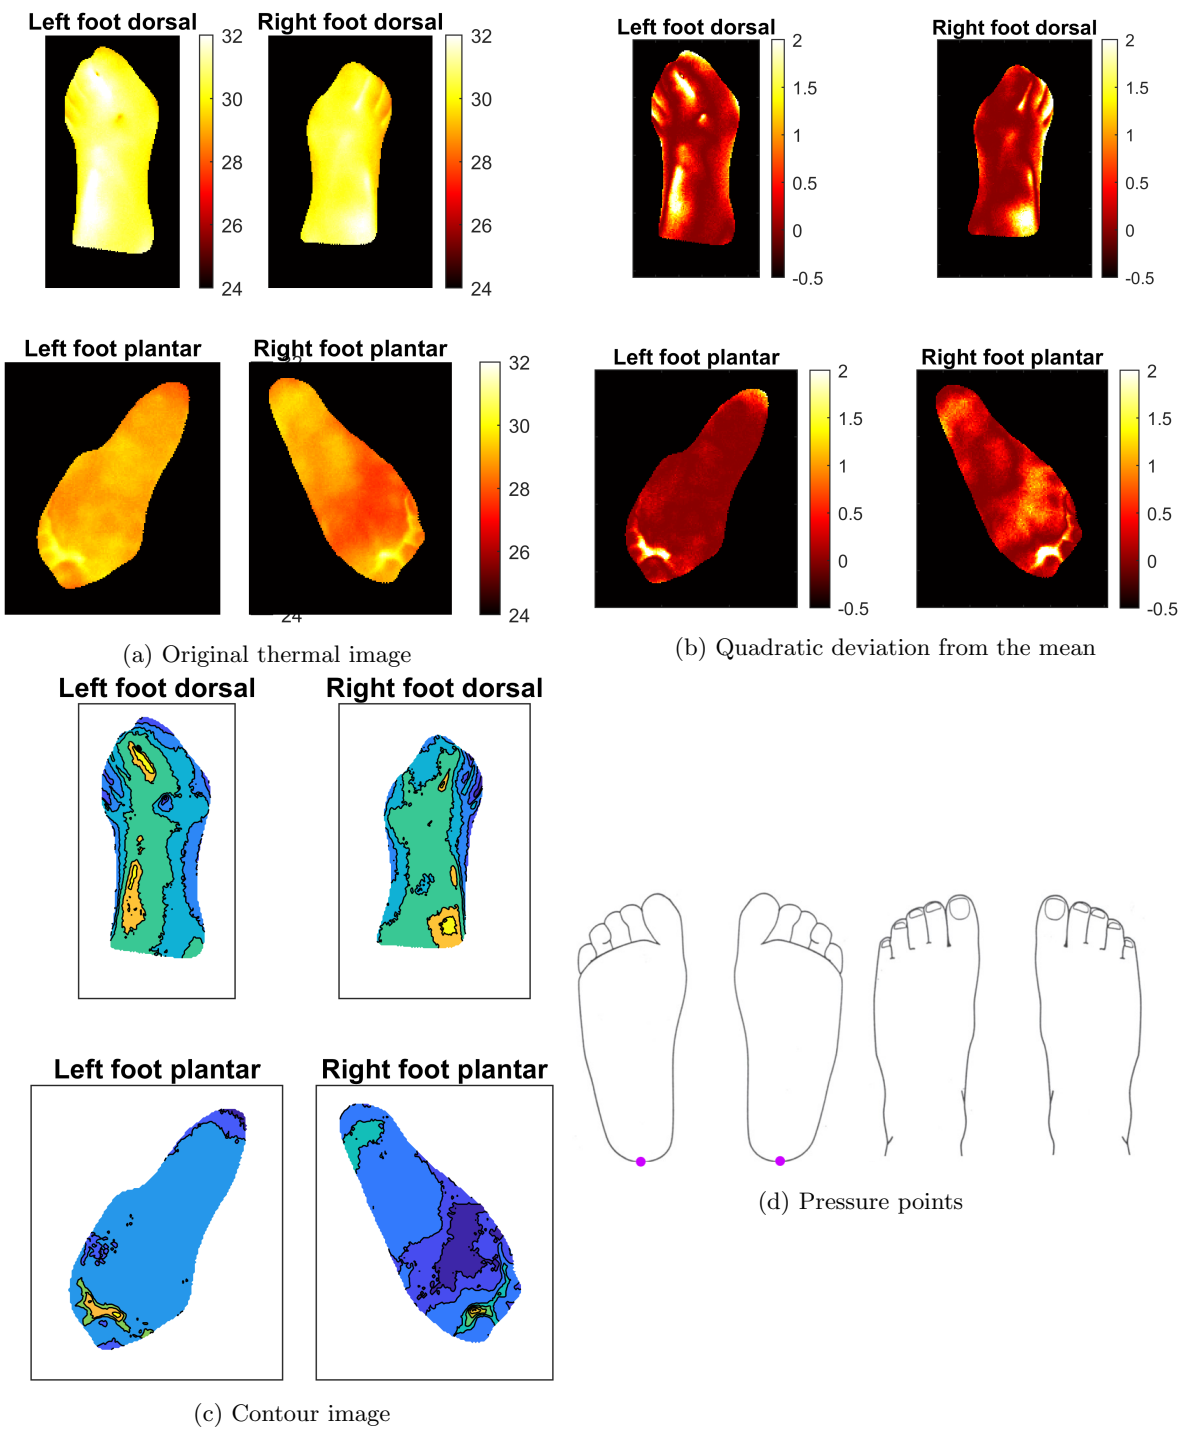 Left foot dorsal
Right foot dorsal
32
30
28
26
24
32
30
28
26
24
Left foot plantar
Right foot plantar
32
24
32
30
28
26
24
(a) Original thermal image
Left foot dorsal
Right foot dorsal
2
1.5
1
0.5
0
-0.5
2
1.5
1
0.5
0
-0.5
Left foot plantar
Right foot plantar
2
1.5
1
0.5
0
-0.5
2
1.5
1
0.5
0
-0.5
(b) Quadratic deviation from the mean
Left foot dorsal
Right foot dorsal
Left foot plantar
Right foot plantar
(c) Contour image
(d) Pressure points